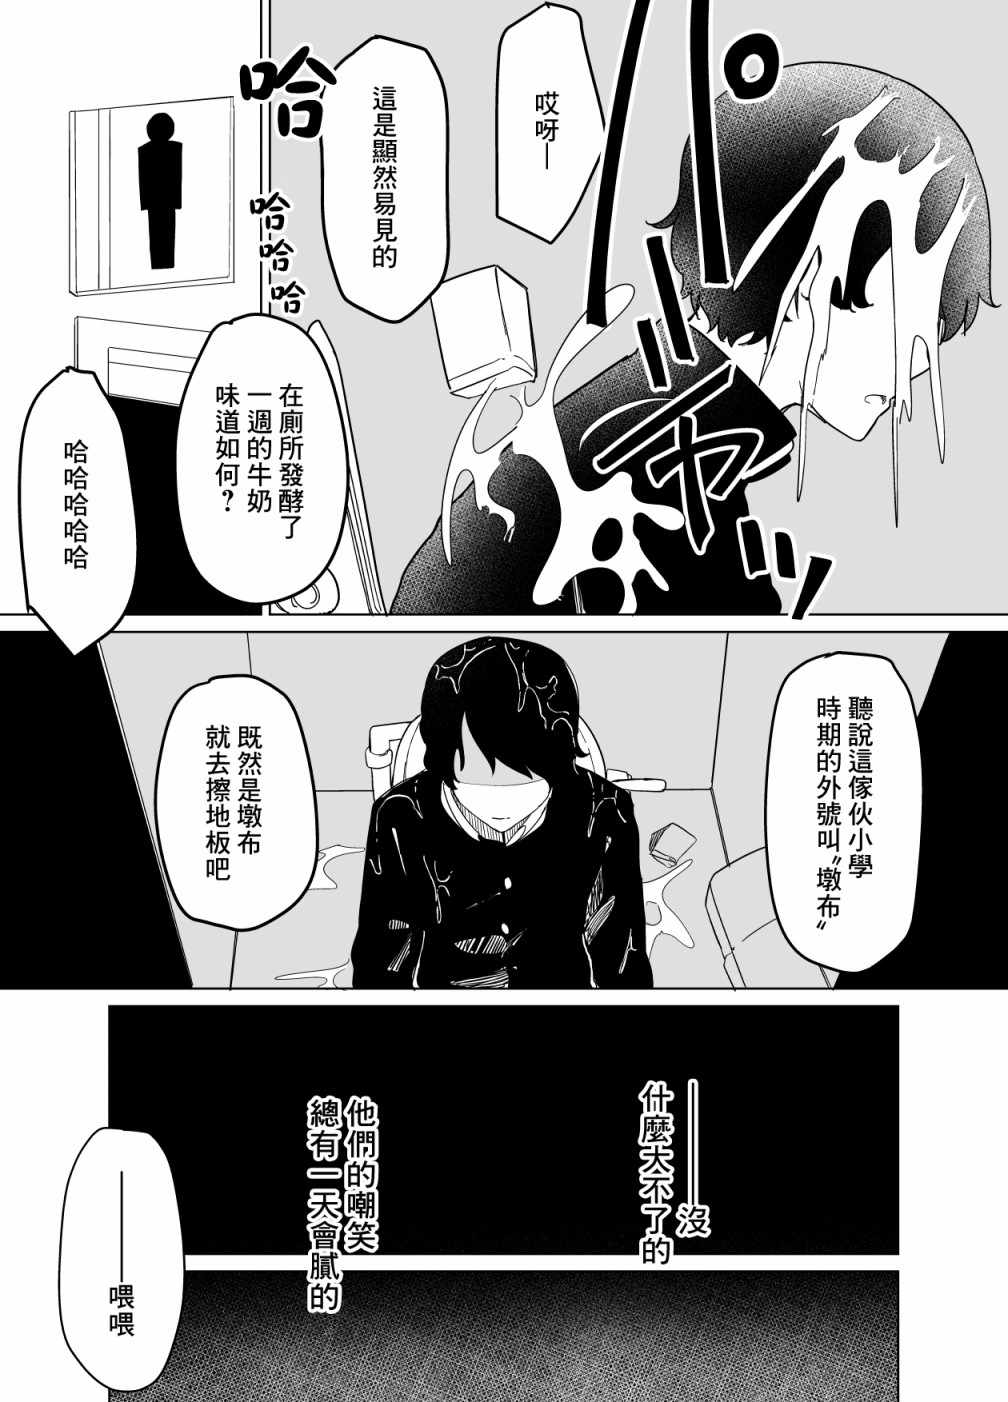 哎呀—
這是顯然易見的
パシャ
哈
哈
哈
哈
在廁所發酵了
一週的牛奶
味道如何？
哈哈哈哈哈
聽說這傢伙小學
時期的外號叫〝墩布〟
既然是墩布
就去擦地板吧
——沒
什麼大不了的
他們的嘲笑
總有一天會膩的
——喂喂